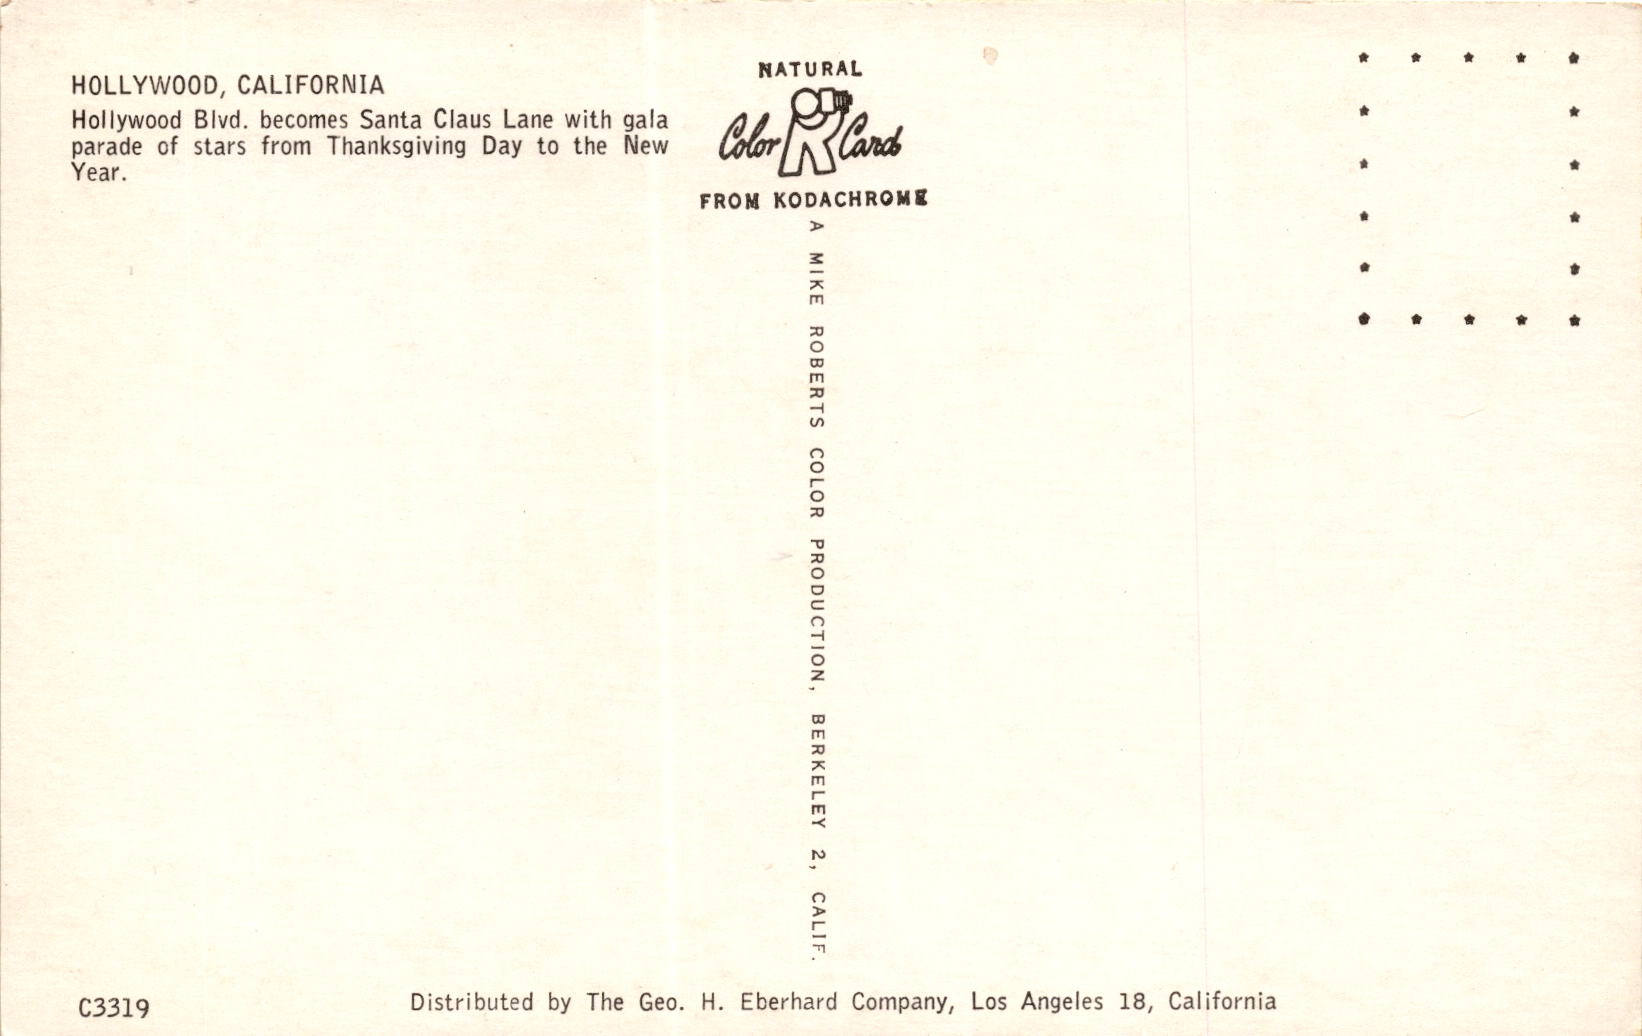 HOLLYWOOD, CALIFORNIA
Hollywood Blvd. becomes Santa Claus Lane with gala
parade of stars from Thanksgiving Day to the New
Year.
NATURAL
Color Card
FROM KODACHROME
A MIKE ROBERTS COLOR PRODUCTION, BERKELEY 2, CALIF.
C3319
Distributed by The Geo. H. Eberhard Company, Los Angeles 18, California